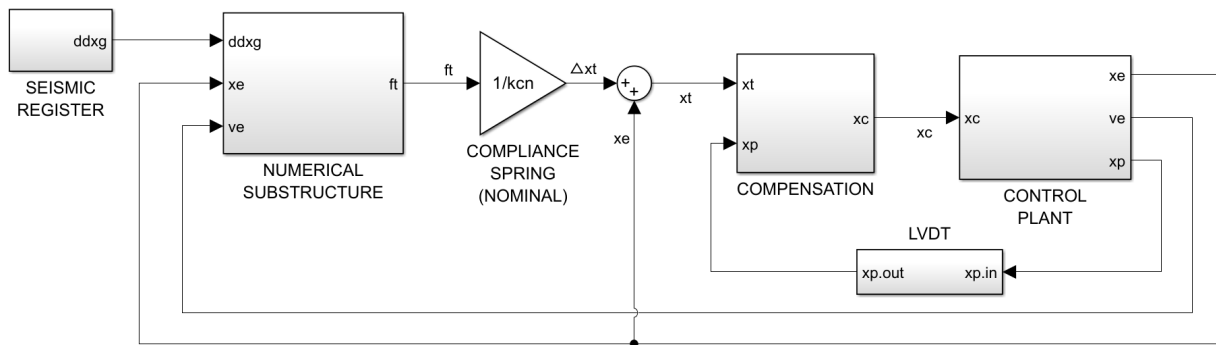 ddxg
SEISMIC
REGISTER
ddxg
xe
ve
ft
NUMERICAL
SUBSTRUCTURE
ft
1/kcn
COMPLIANCE
SPRING
(NOMINAL)
△xt
+
+
xe
xt
xt
xp
xc
COMPENSATION
xc
xc
xe
ve
xp
CONTROL
PLANT
LVDT
xp.out
xp.in